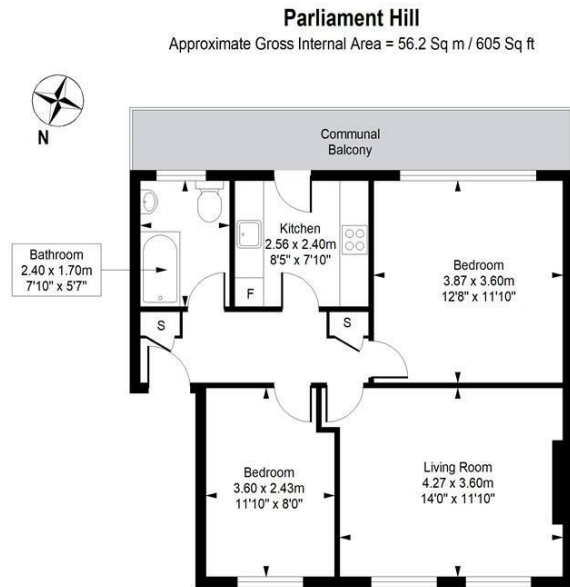 Parliament Hill
Approximate Gross Internal Area = 56.2 Sq m / 605 Sq ft
N
Communal
Balcony
Kitchen
2.56 x 2.40m
8'5" x 7'10"
Bathroom
2.40 x 1.70m
7'10" x 5'7"
Bedroom
3.87 x 3.60m
12'8" x 11'10"
F
S
S
Bedroom
3.60 x 2.43m
11'10" x 8'0"
Living Room
4.27 x 3.60m
14'0" x 11'10"